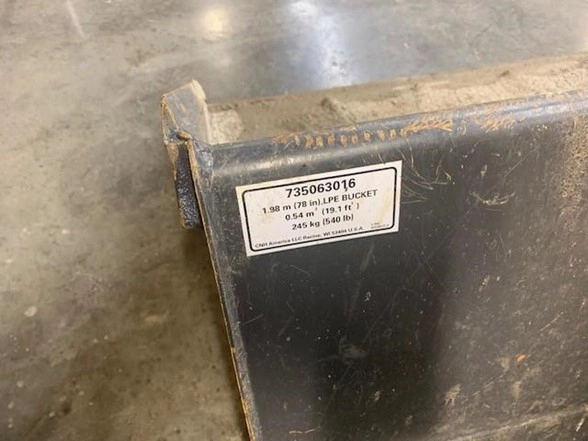 735063016
1.98 m (78 in).LPE BUCKET
0.54 m³ (19.1 ft³)
245 kg (540 lb)
CNH America LLC Racine, WI 53404 U.S.A.